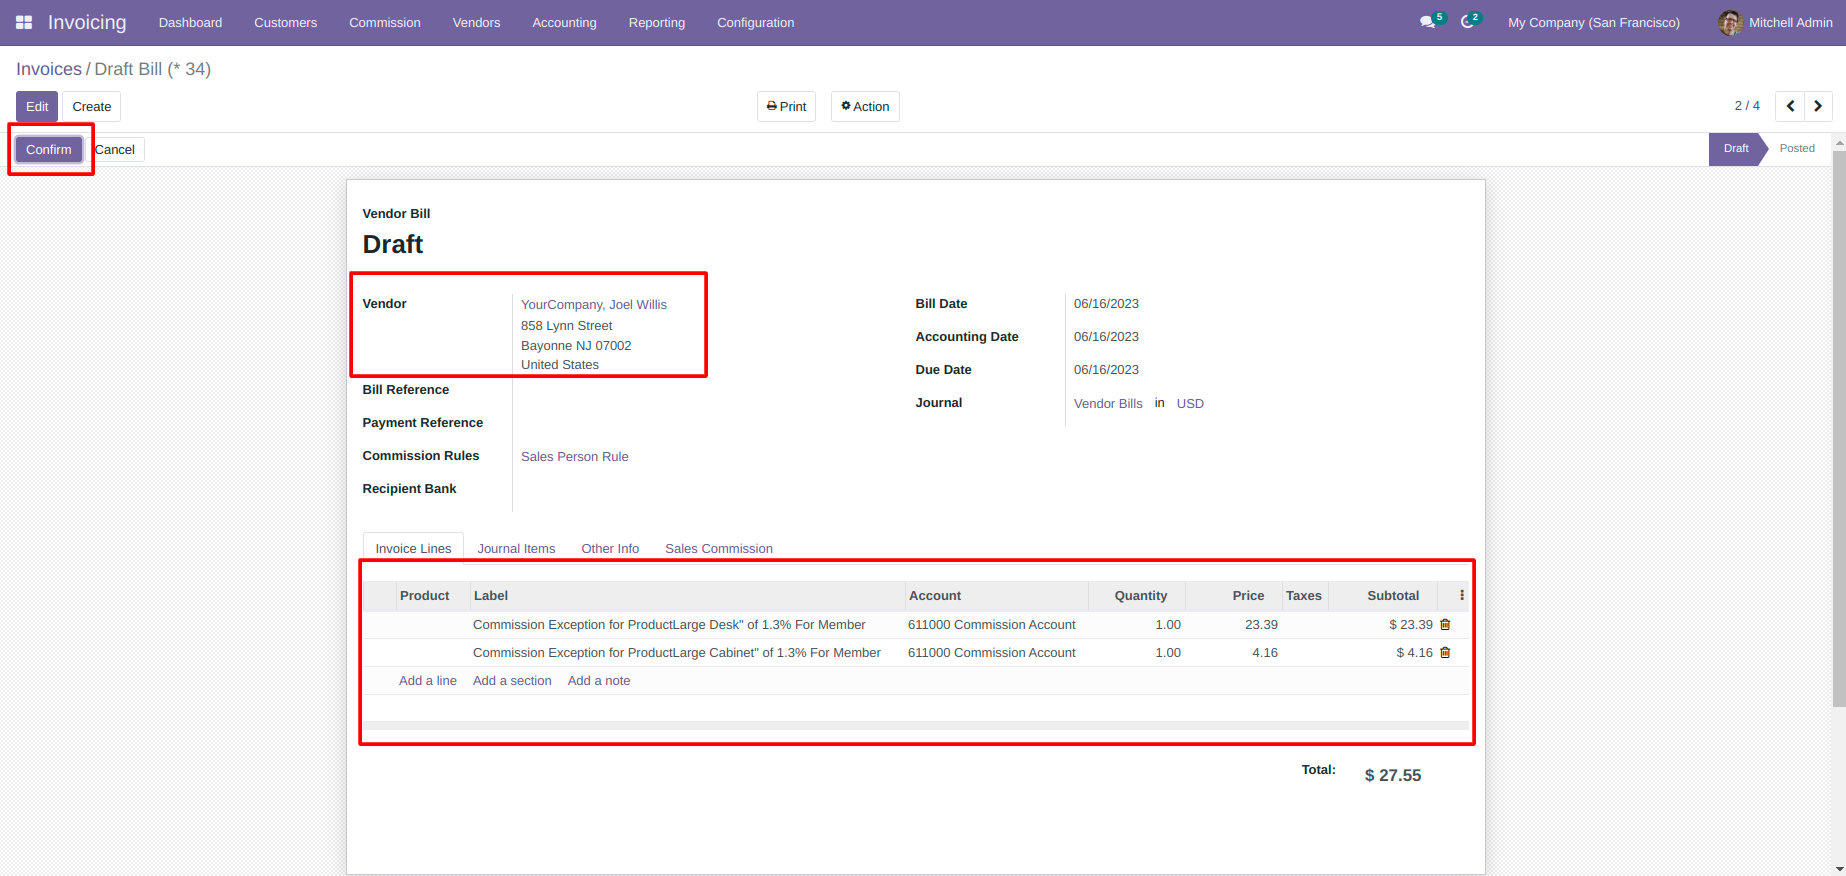 Invoicing Dashboard Customers Commission Vendors Accounting Reporting Configuration 5 2 My Company (San Francisco) Mitchell Admin
Invoices / Draft Bill (* 34)
Edit Create Print Action 2 / 4
Confirm Cancel Draft Posted
Vendor Bill
Draft
Vendor YourCompany, Joel Willis
858 Lynn Street
Bayonne NJ 07002
United States
Bill Reference
Payment Reference
Commission Rules Sales Person Rule
Recipient Bank
Bill Date 06/16/2023
Accounting Date 06/16/2023
Due Date 06/16/2023
Journal Vendor Bills in USD
Invoice Lines Journal Items Other Info Sales Commission
Product Label Account Quantity Price Taxes Subtotal
Commission Exception for ProductLarge Desk" of 1.3% For Member 611000 Commission Account 1.00 23.39 $ 23.39
Commission Exception for ProductLarge Cabinet" of 1.3% For Member 611000 Commission Account 1.00 4.16 $ 4.16
Add a line Add a section Add a note
Total: $ 27.55